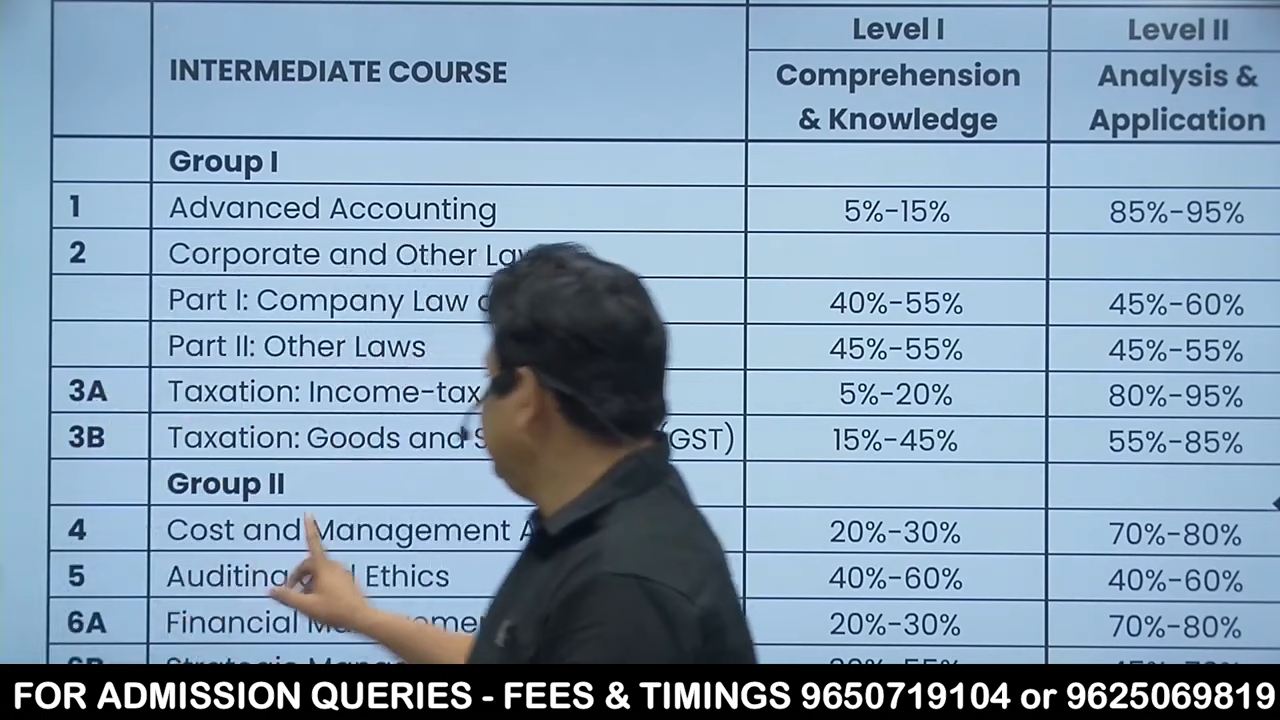 Level I Level II
INTERMEDIATE COURSE Comprehension & Knowledge Analysis & Application
Group I
1 Advanced Accounting 5%-15% 85%-95%
2 Corporate and Other
Part I: Company Law 40%-55% 45%-60%
Part II: Other Laws 45%-55% 45%-55%
3A Taxation: Income-tax 5%-20% 80%-95%
3B Taxation: Goods and (GST) 15%-45% 55%-85%
Group II
4 Cost and Management 20%-30% 70%-80%
5 Auditing Ethics 40%-60% 40%-60%
6A Financial 20%-30% 70%-80%
FOR ADMISSION QUERIES - FEES & TIMINGS 9650719104 or 9625069819